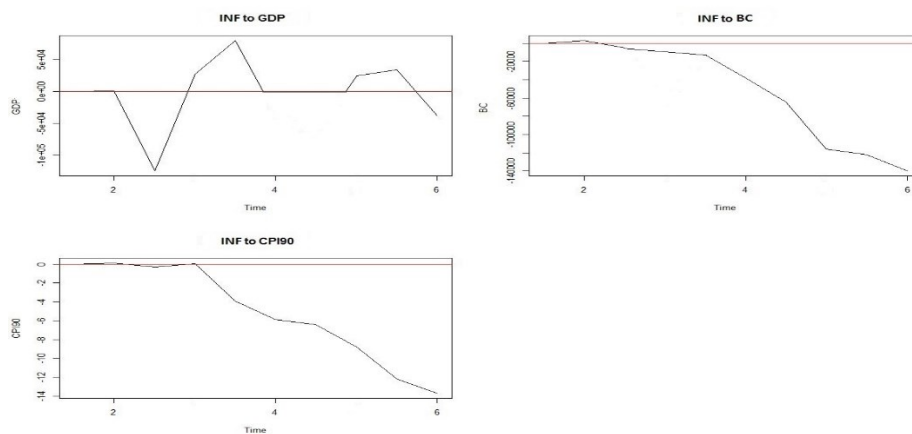 INF to GDP
5e+04
0e+00
-5e+04
-1e+05
GDP
2
4
6
Time
INF to BC
-20000
-60000
-100000
-140000
BC
2
4
6
Time
INF to CPI90
0
-2
-4
-6
-8
-10
-12
-14
CPI90
2
4
6
Time